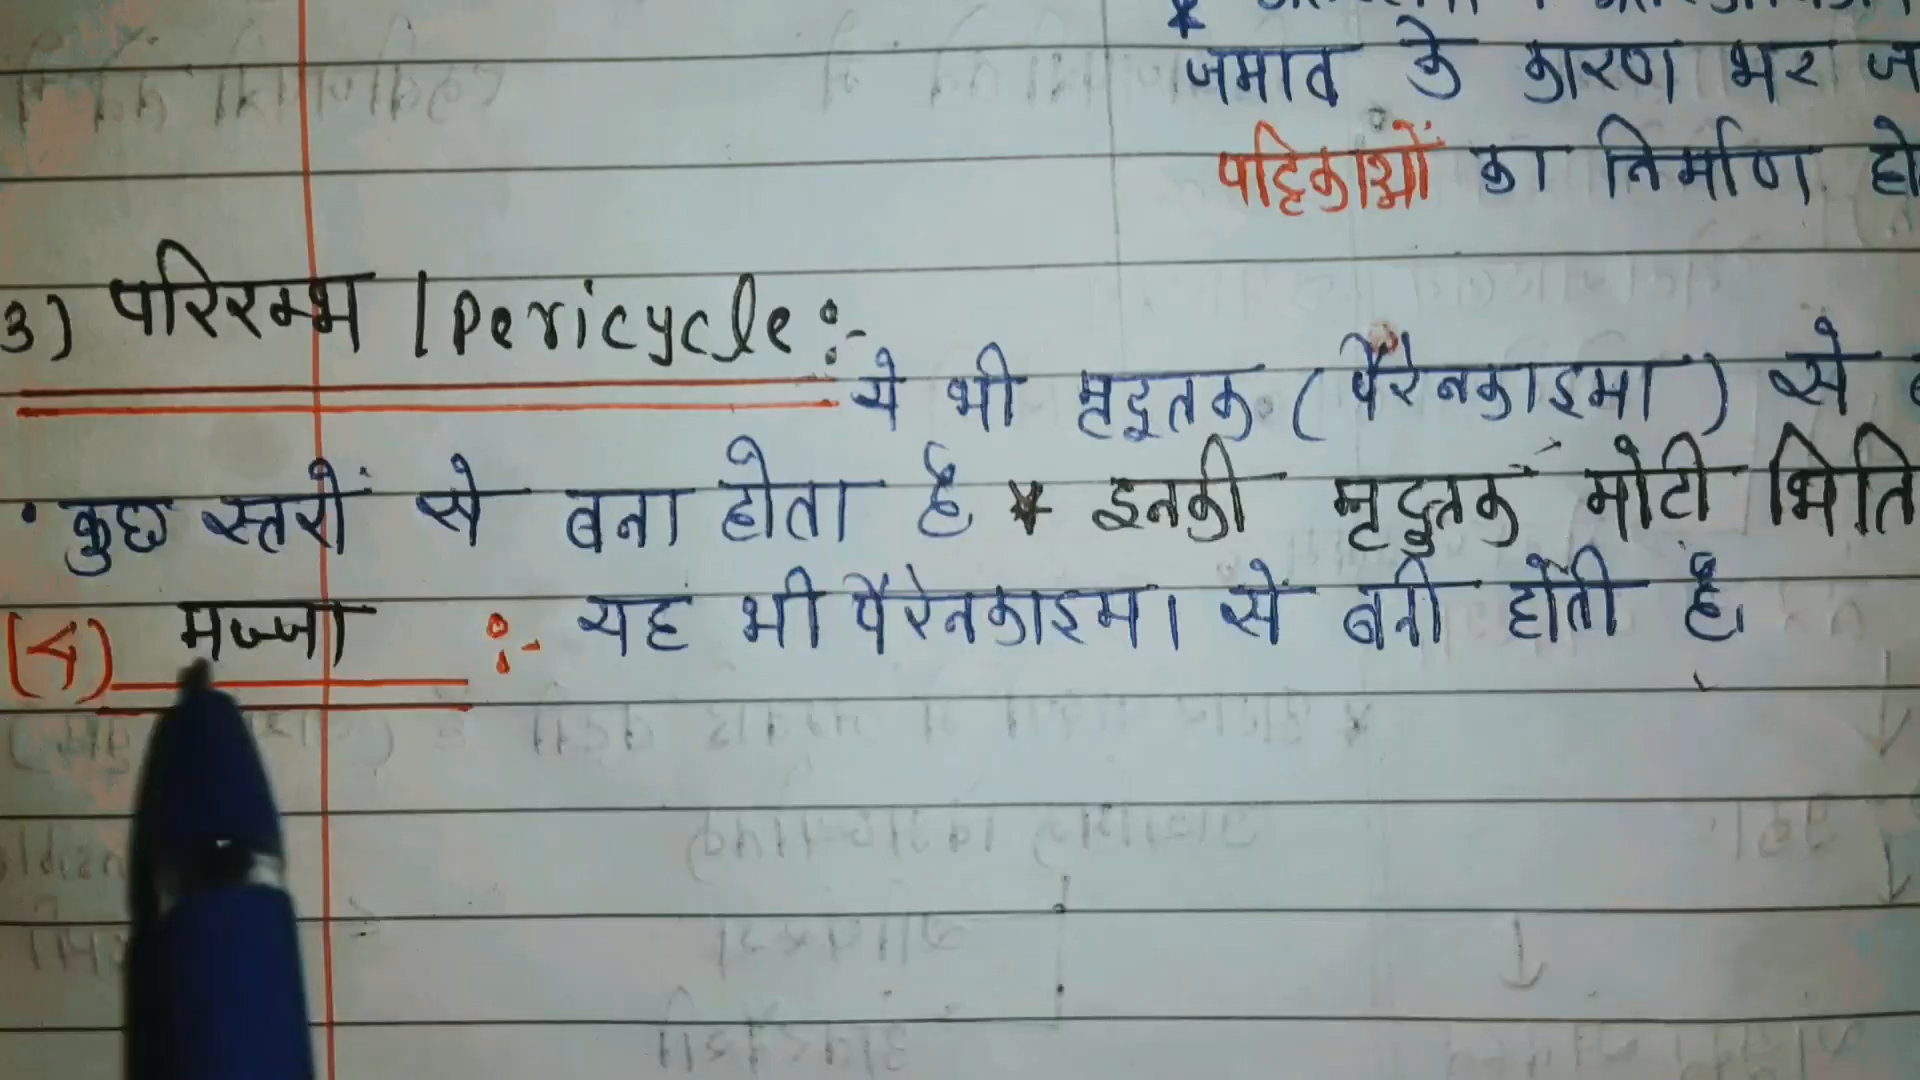 जमाव के कारण भर
पट्टिकाओं का निर्माण
3) परिरम्भ | Pericycle :-
ये भी मृदूतक (पैरेनकाइमा) से
• कुछ स्तरों से बना होता है * इनकी मृदुतक मोटी भिति
(4) मज्जा :- यह भी पैरेनकाइमा से बनी होती है,